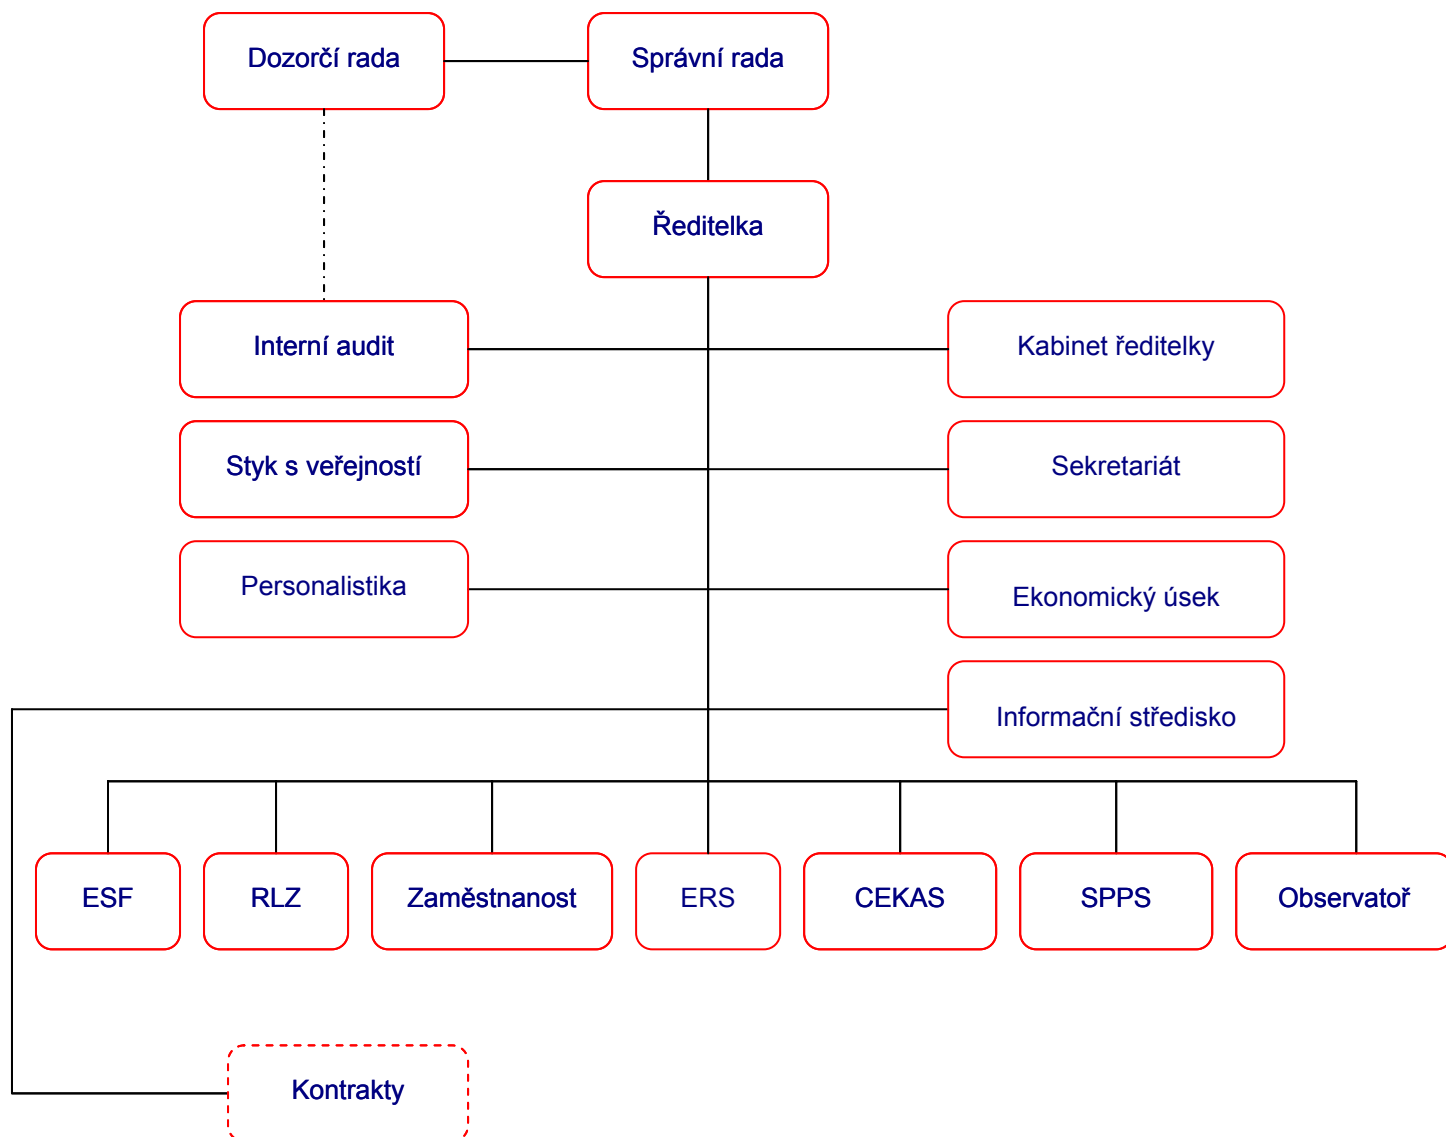 Dozorčí rada
Správní rada
Ředitelka
Interní audit
Kabinet ředitelky
Styk s veřejností
Sekretariát
Personalistika
Ekonomický úsek
Informační středisko
ESF
RLZ
Zaměstnanost
ERS
CEKAS
SPPS
Observatoř
Kontrakty